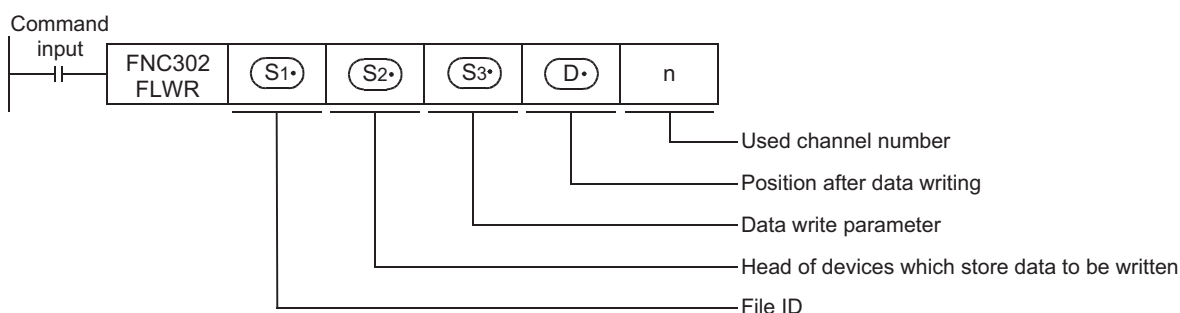 Command
input
FNC302
FLWR
S1•
S2•
S3•
D•
n
Used channel number
Position after data writing
Data write parameter
Head of devices which store data to be written
File ID